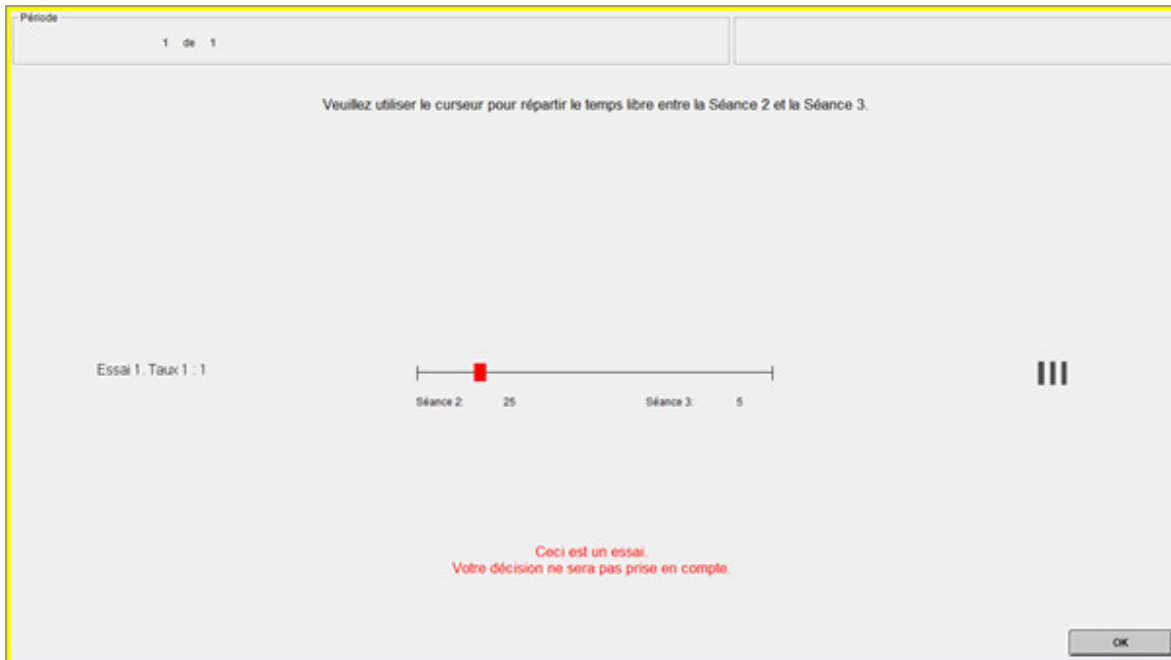 Période
1 de 1
Veuillez utiliser le curseur pour répartir le temps libre entre la Séance 2 et la Séance 3.
Essai 1. Taux 1 : 1
Séance 2: 25 Séance 3: 5
Ceci est un essai.
Votre décision ne sera pas prise en compte.
OK